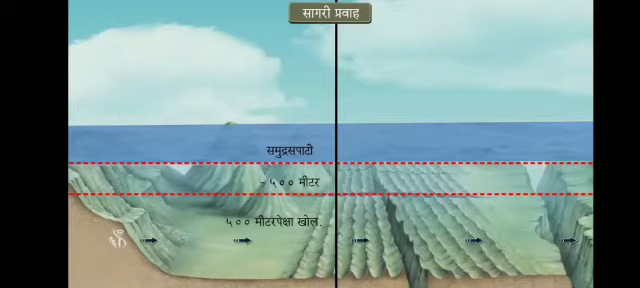 सागरी प्रवाह
समुद्रसपाटी
- ५०० मीटर
५०० मीटरपेक्षा खोल.